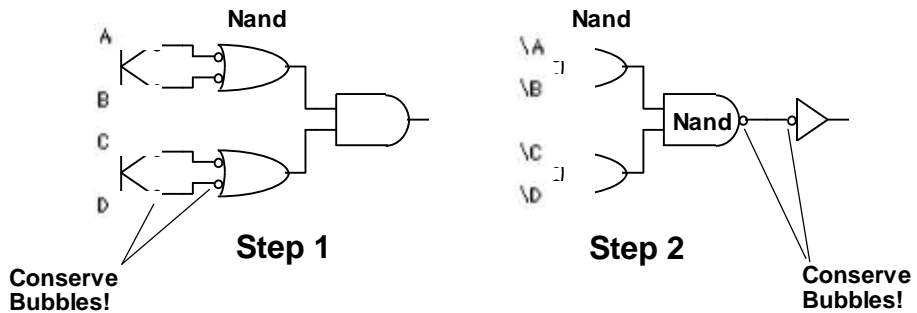 Nand
A
B
C
D
Step 1
Conserve
Bubbles!
Nand
\A
\B
Nand
\C
\D
Step 2
Conserve
Bubbles!